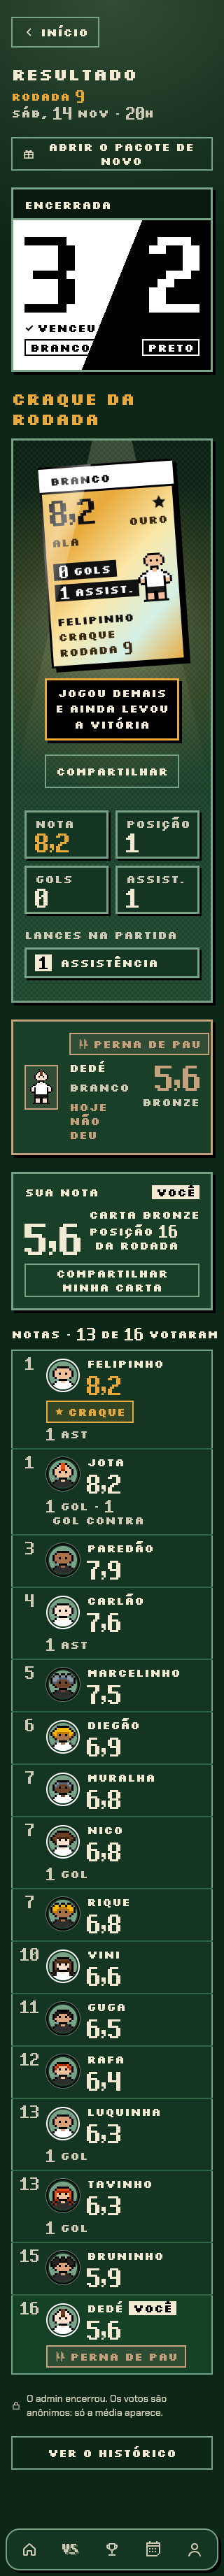 INÍCIO
RESULTADO
RODADA 9
SÁB, 14 NOV · 20H
ABRIR O PACOTE DE
NOVO
ENCERRADA
3 2
✓ VENCEU
BRANCO PRETO
CRAQUE DA
RODADA
BRANCO
8,2 ★
OURO
ALA
0 GOLS
1 ASSIST.
FELIPINHO
CRAQUE
RODADA 9
JOGOU DEMAIS
E AINDA LEVOU
A VITÓRIA
COMPARTILHAR
NOTA POSIÇÃO
8,2 1
GOLS ASSIST.
0 1
LANCES NA PARTIDA
1 ASSISTÊNCIA
PERNA DE PAU
DEDÉ 5,6
BRANCO BRONZE
HOJE
NÃO
DEU
SUA NOTA VOCÊ
5,6 CARTA BRONZE
POSIÇÃO 16
DA RODADA
COMPARTILHAR
MINHA CARTA
NOTAS · 13 DE 16 VOTARAM
1 FELIPINHO
8,2
★ CRAQUE
1 AST
1 JOTA
8,2
1 GOL · 1
GOL CONTRA
3 PAREDÃO
7,9
4 CARLÃO
7,6
1 AST
5 MARCELINHO
7,5
6 DIEGÃO
6,9
7 MURALHA
6,8
7 NICO
6,8
1 GOL
7 RIQUE
6,8
10 VINI
6,6
11 GUGA
6,5
12 RAFA
6,4
13 LUQUINHA
6,3
1 GOL
13 TAVINHO
6,3
1 GOL
15 BRUNINHO
5,9
16 DEDÉ VOCÊ
5,6
PERNA DE PAU
O admin encerrou. Os votos são
anônimos: só a média aparece.
VER O HISTÓRICO
VS